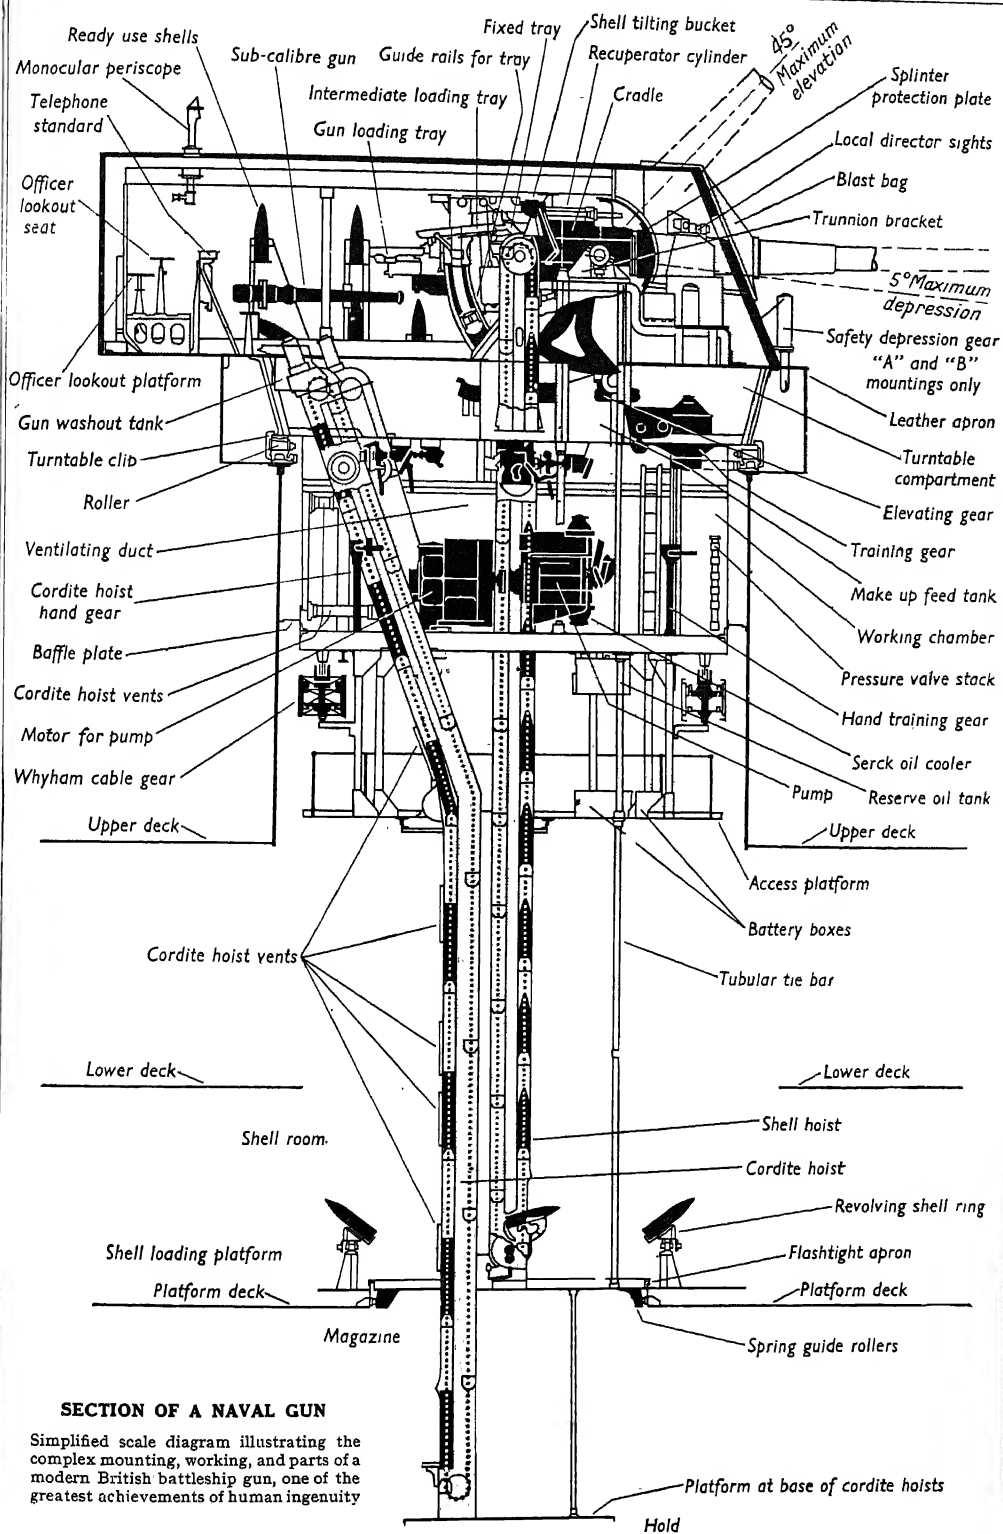 Ready use shells
Monocular periscope
Telephone
standard
Officer
lookout
seat
Sub-calibre gun
Fixed tray
Guide rails for tray
Intermediate loading tray
Gun loading tray
Shell tilting bucket
Recuperator cylinder
Cradle
45°
Maximum
elevation
Splinter
protection plate
Local director sights
Blast bag
Trunnion bracket
5° Maximum
depression
Safety depression gear
"A" and "B"
mountings only
Leather apron
Turntable
compartment
Elevating gear
Training gear
Make up feed tank
Working chamber
Pressure valve stack
Hand training gear
Serck oil cooler
Reserve oil tank
Pump
Officer lookout platform
Gun washout tank
Turntable clip
Roller
Ventilating duct
Cordite hoist
hand gear
Baffle plate
Cordite hoist vents
Motor for pump
Whyham cable gear
Upper deck
Upper deck
Access platform
Battery boxes
Cordite hoist vents
Tubular tie bar
Lower deck
Lower deck
Shell room
Shell hoist
Cordite hoist
Revolving shell ring
Shell loading platform
Flashtight apron
Platform deck
Platform deck
Magazine
Spring guide rollers
SECTION OF A NAVAL GUN
Simplified scale diagram illustrating the
complex mounting, working, and parts of a
modern British battleship gun, one of the
greatest achievements of human ingenuity
Platform at base of cordite hoists
Hold